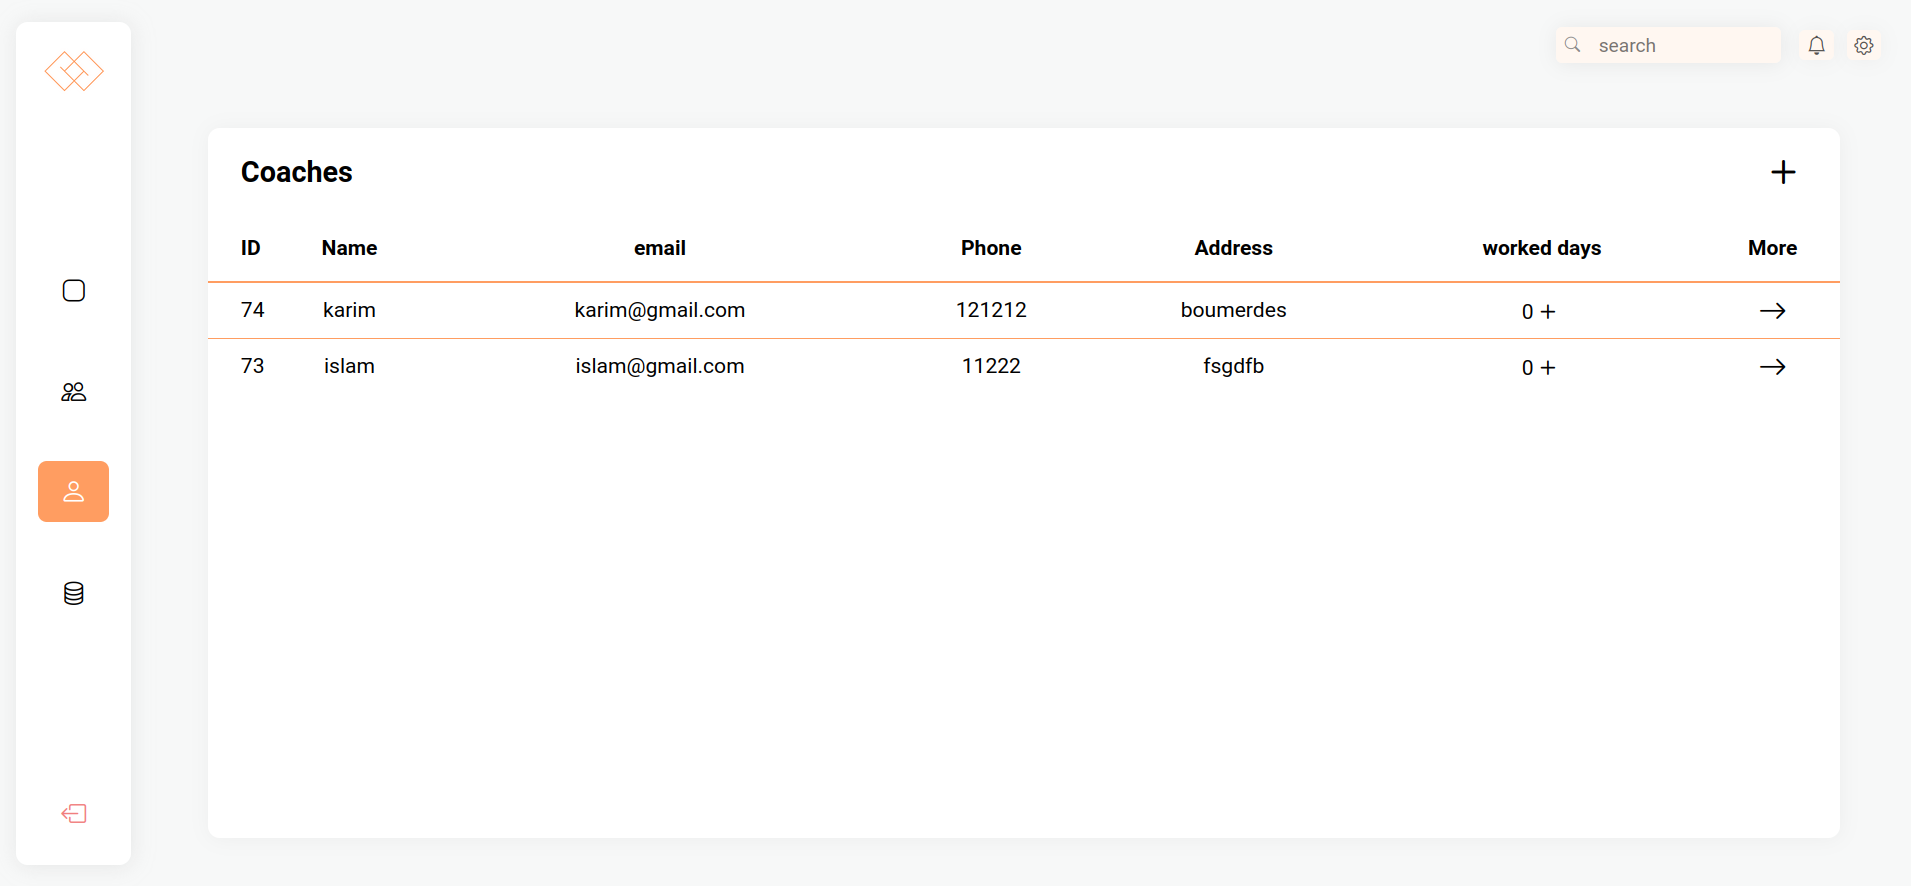 search
Coaches
ID Name email Phone Address worked days More
74 karim karim@gmail.com 121212 boumerdes 0 +
73 islam islam@gmail.com 11222 fsgdfb 0 +